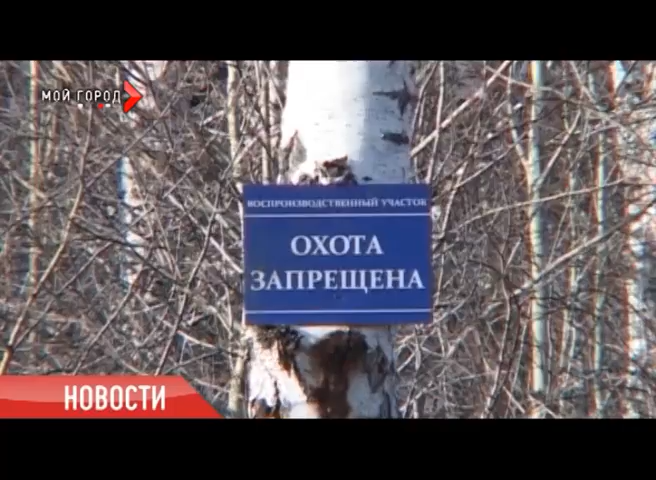 МОЙ ГОРОД
ВОСПРОИЗВОДСТВЕННЫЙ УЧАСТОК
ОХОТА
ЗАПРЕЩЕНА
НОВОСТИ